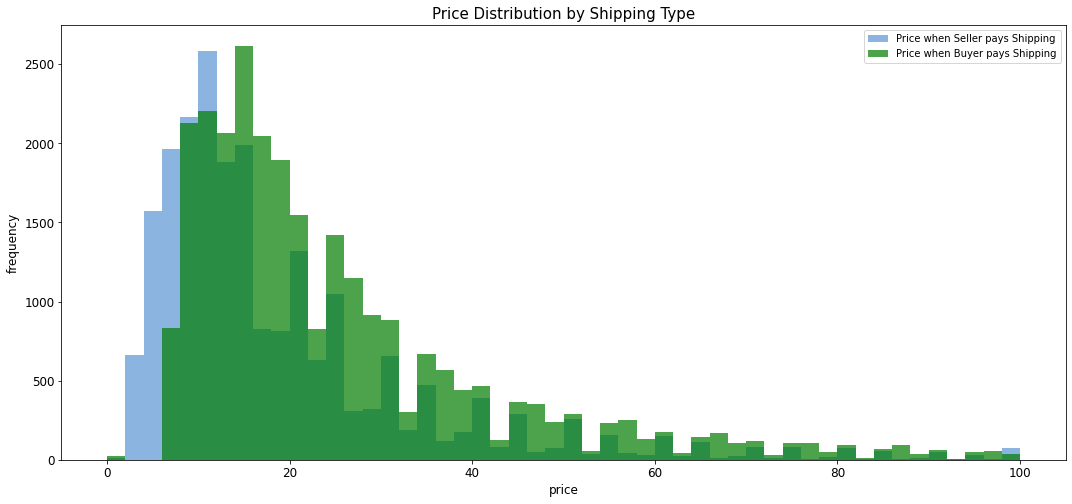 Price Distribution by Shipping Type
Price when Seller pays Shipping
Price when Buyer pays Shipping
2500
2000
1500
1000
500
0
frequency
0 20 40 60 80 100
price